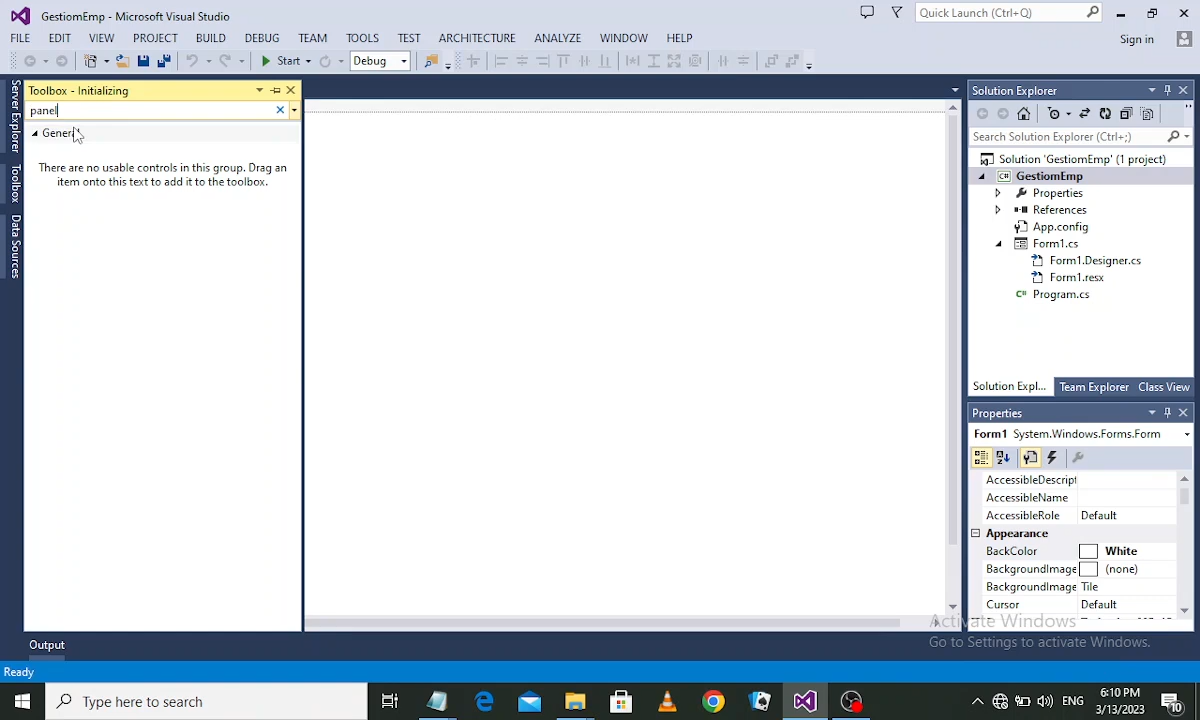 GestiomEmp - Microsoft Visual Studio
Quick Launch (Ctrl+Q)
FILE EDIT VIEW PROJECT BUILD DEBUG TEAM TOOLS TEST ARCHITECTURE ANALYZE WINDOW HELP
Sign in
Start Debug
Server Explorer
Toolbox
Data Sources
Toolbox - Initializing
panel
General
There are no usable controls in this group. Drag an
item onto this text to add it to the toolbox.
Solution Explorer
Search Solution Explorer (Ctrl+;)
Solution 'GestiomEmp' (1 project)
C# GestiomEmp
Properties
References
App.config
Form1.cs
Form1.Designer.cs
Form1.resx
C# Program.cs
Solution Expl... Team Explorer Class View
Properties
Form1 System.Windows.Forms.Form
AccessibleDescript
AccessibleName
AccessibleRole Default
Appearance
BackColor White
BackgroundImage (none)
BackgroundImage Tile
Cursor Default
Activate Windows
Go to Settings to activate Windows.
Output
Ready
Type here to search
ENG
6:10 PM
3/13/2023
10